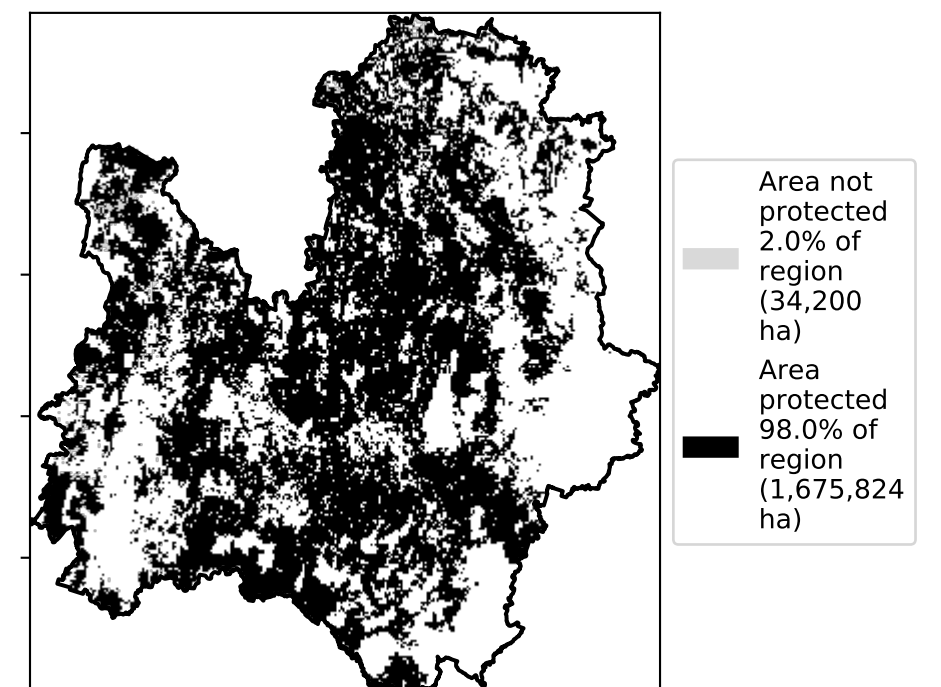 Area not
protected
2.0% of
region
(34,200
ha)
Area
protected
98.0% of
region
(1,675,824
ha)